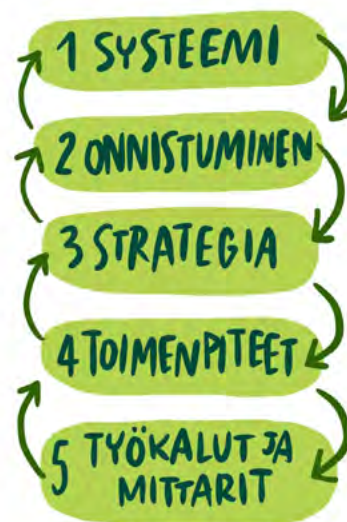 1 SYSTEEMI
2 ONNISTUMINEN
3 STRATEGIA
4 TOIMENPITEET
5 TYÖKALUT JA
MITTARIT